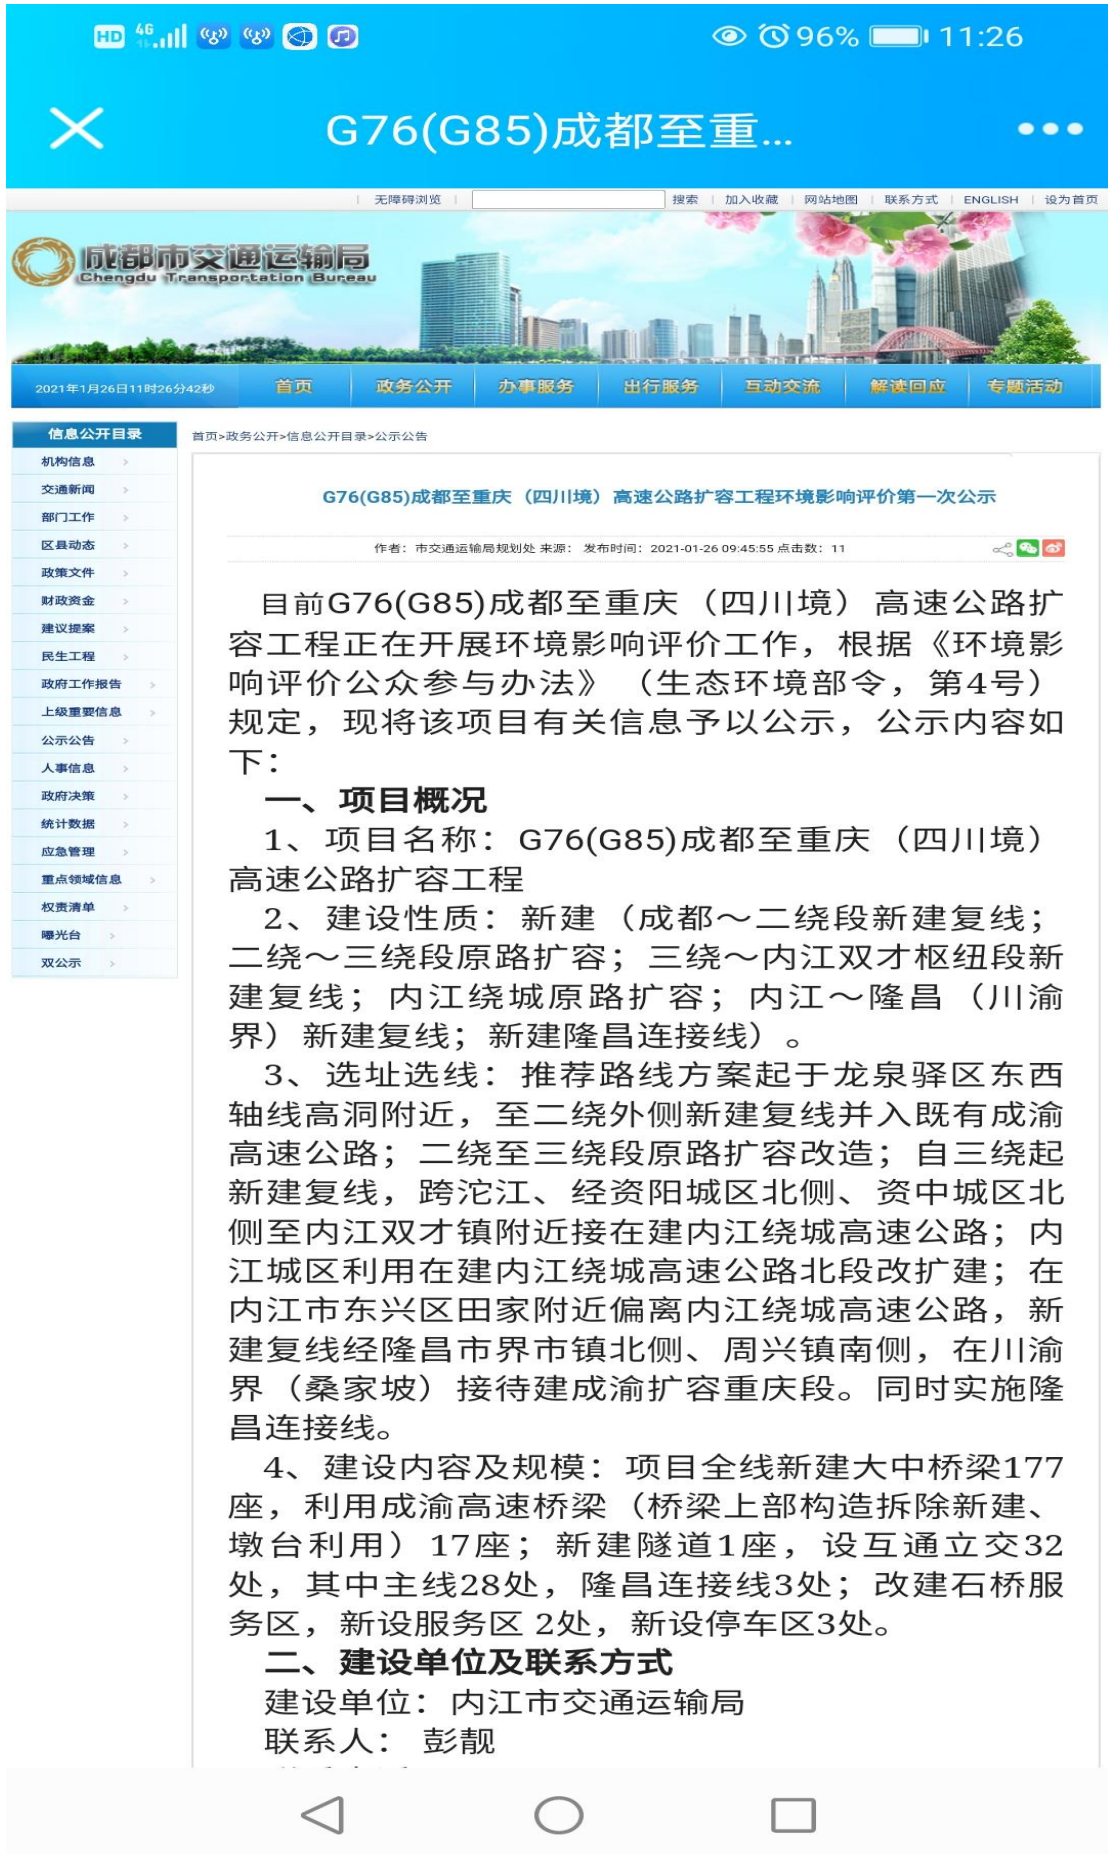 HD 4G 96% 11:26
G76(G85)成都至重...
无障碍浏览 搜索 加入收藏 网站地图 联系方式 ENGLISH 设为首页
成都市交通运输局
Chengdu Transportation Bureau
2021年1月26日11时26分42秒 首页 政务公开 办事服务 出行服务 互动交流 解读回应 专题活动
信息公开目录
机构信息
交通新闻
部门工作
区县动态
政策文件
财政资金
建议提案
民生工程
政府工作报告
上级重要信息
公示公告
人事信息
政府决策
统计数据
应急管理
重点领域信息
权责清单
曝光台
双公示
首页>政务公开>信息公开目录>公示公告
G76(G85)成都至重庆（四川境）高速公路扩容工程环境影响评价第一次公示
作者：市交通运输局规划处 来源： 发布时间：2021-01-26 09:45:55 点击数：11
目前G76(G85)成都至重庆（四川境）高速公路扩
容工程正在开展环境影响评价工作，根据《环境影
响评价公众参与办法》（生态环境部令，第4号）
规定，现将该项目有关信息予以公示，公示内容如
下：
一、项目概况
1、项目名称：G76(G85)成都至重庆（四川境）
高速公路扩容工程
2、建设性质：新建（成都～二绕段新建复线；
二绕～三绕段原路扩容；三绕～内江双才枢纽段新
建复线；内江绕城原路扩容；内江～隆昌（川渝
界）新建复线；新建隆昌连接线）。
3、选址选线：推荐路线方案起于龙泉驿区东西
轴线高洞附近，至二绕外侧新建复线并入既有成渝
高速公路；二绕至三绕段原路扩容改造；自三绕起
新建复线，跨沱江、经资阳城区北侧、资中城区北
侧至内江双才镇附近接在建内江绕城高速公路；内
江城区利用在建内江绕城高速公路北段改扩建；在
内江市东兴区田家附近偏离内江绕城高速公路，新
建复线经隆昌市界市镇北侧、周兴镇南侧，在川渝
界（桑家坡）接待建成渝扩容重庆段。同时实施隆
昌连接线。
4、建设内容及规模：项目全线新建大中桥梁177
座，利用成渝高速桥梁（桥梁上部构造拆除新建、
墩台利用）17座；新建隧道1座，设互通立交32
处，其中主线28处，隆昌连接线3处；改建石桥服
务区，新设服务区 2处，新设停车区3处。
二、建设单位及联系方式
建设单位：内江市交通运输局
联系人： 彭靓